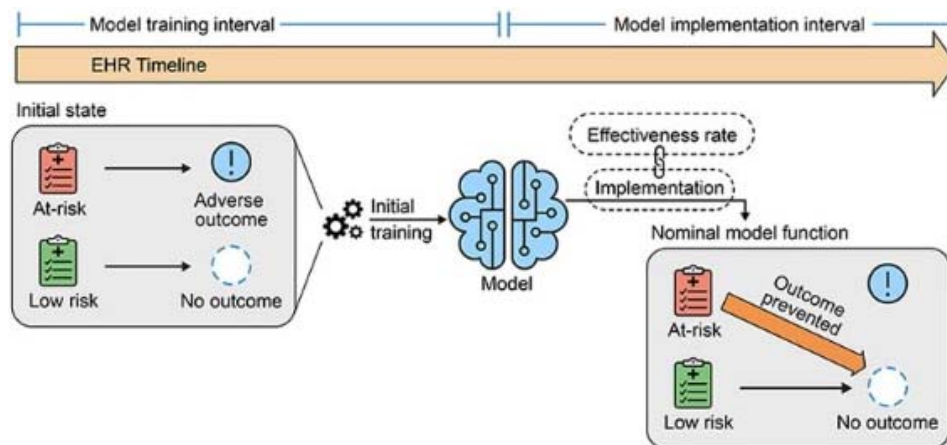 Model training interval
Model implementation interval
EHR Timeline
Initial state
At-risk
Adverse
outcome
Low risk
No outcome
Initial
training
Model
Effectiveness rate
Implementation
Nominal model function
At-risk
Outcome
prevented
Low risk
No outcome